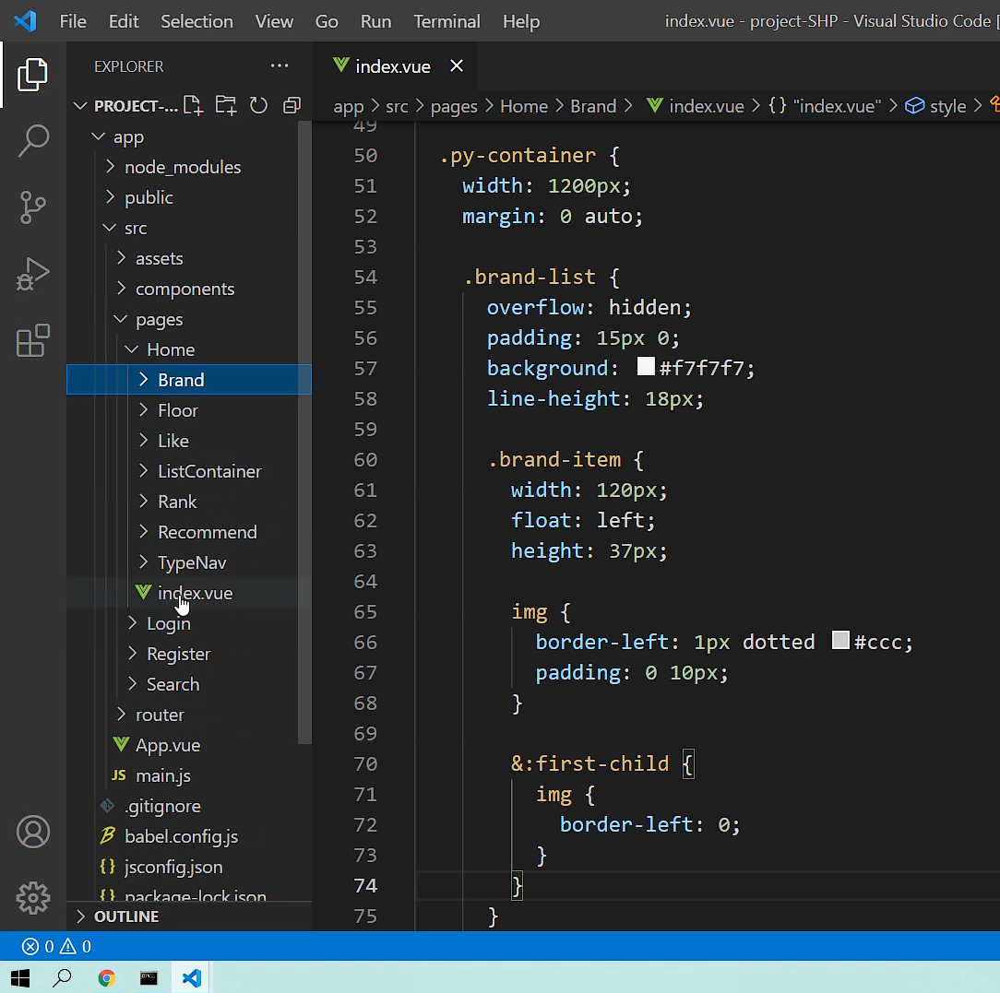 File Edit Selection View Go Run Terminal Help index.vue - project-SHP - Visual Studio Code [
EXPLORER ···
index.vue
PROJECT-...
app > src > pages > Home > Brand > index.vue > {} "index.vue" > style >
app
node_modules
public
src
assets
components
pages
Home
Brand
Floor
Like
ListContainer
Rank
Recommend
TypeNav
index.vue
Login
Register
Search
router
App.vue
JS main.js
.gitignore
babel.config.js
{} jsconfig.json
{} package-lock.json
OUTLINE
49
50 .py-container {
51 width: 1200px;
52 margin: 0 auto;
53
54 .brand-list {
55 overflow: hidden;
56 padding: 15px 0;
57 background: #f7f7f7;
58 line-height: 18px;
59
60 .brand-item {
61 width: 120px;
62 float: left;
63 height: 37px;
64
65 img {
66 border-left: 1px dotted #ccc;
67 padding: 0 10px;
68 }
69
70 &:first-child {
71 img {
72 border-left: 0;
73 }
74 }
75 }
0 0